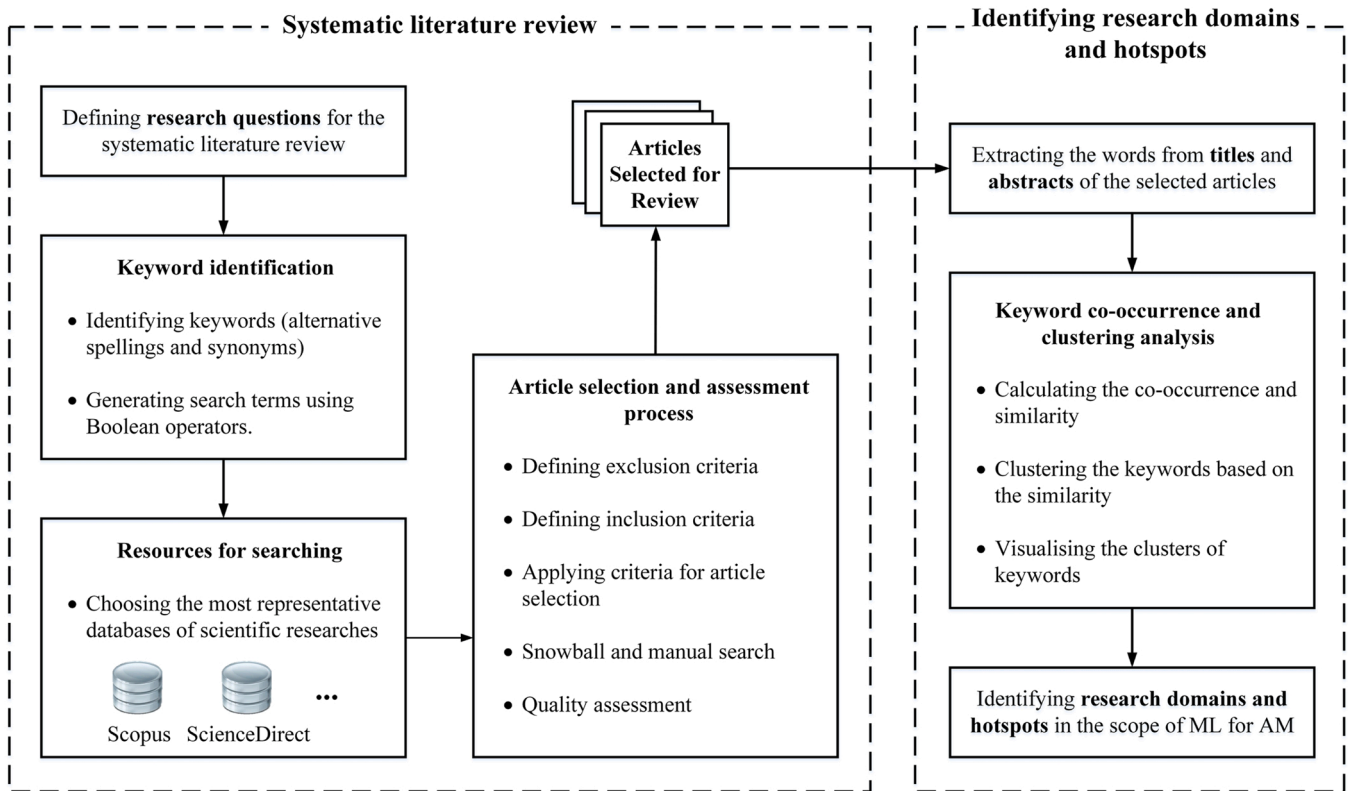 Systematic literature review
Defining research questions for the
systematic literature review
Keyword identification
• Identifying keywords (alternative
spellings and synonyms)
• Generating search terms using
Boolean operators.
Resources for searching
• Choosing the most representative
databases of scientific researches
Scopus
ScienceDirect
...
Article selection and assessment
process
• Defining exclusion criteria
• Defining inclusion criteria
• Applying criteria for article
selection
• Snowball and manual search
• Quality assessment
Articles
Selected for
Review
Identifying research domains
and hotspots
Extracting the words from titles and
abstracts of the selected articles
Keyword co-occurrence and
clustering analysis
• Calculating the co-occurrence and
similarity
• Clustering the keywords based on
the similarity
• Visualising the clusters of
keywords
Identifying research domains and
hotspots in the scope of ML for AM